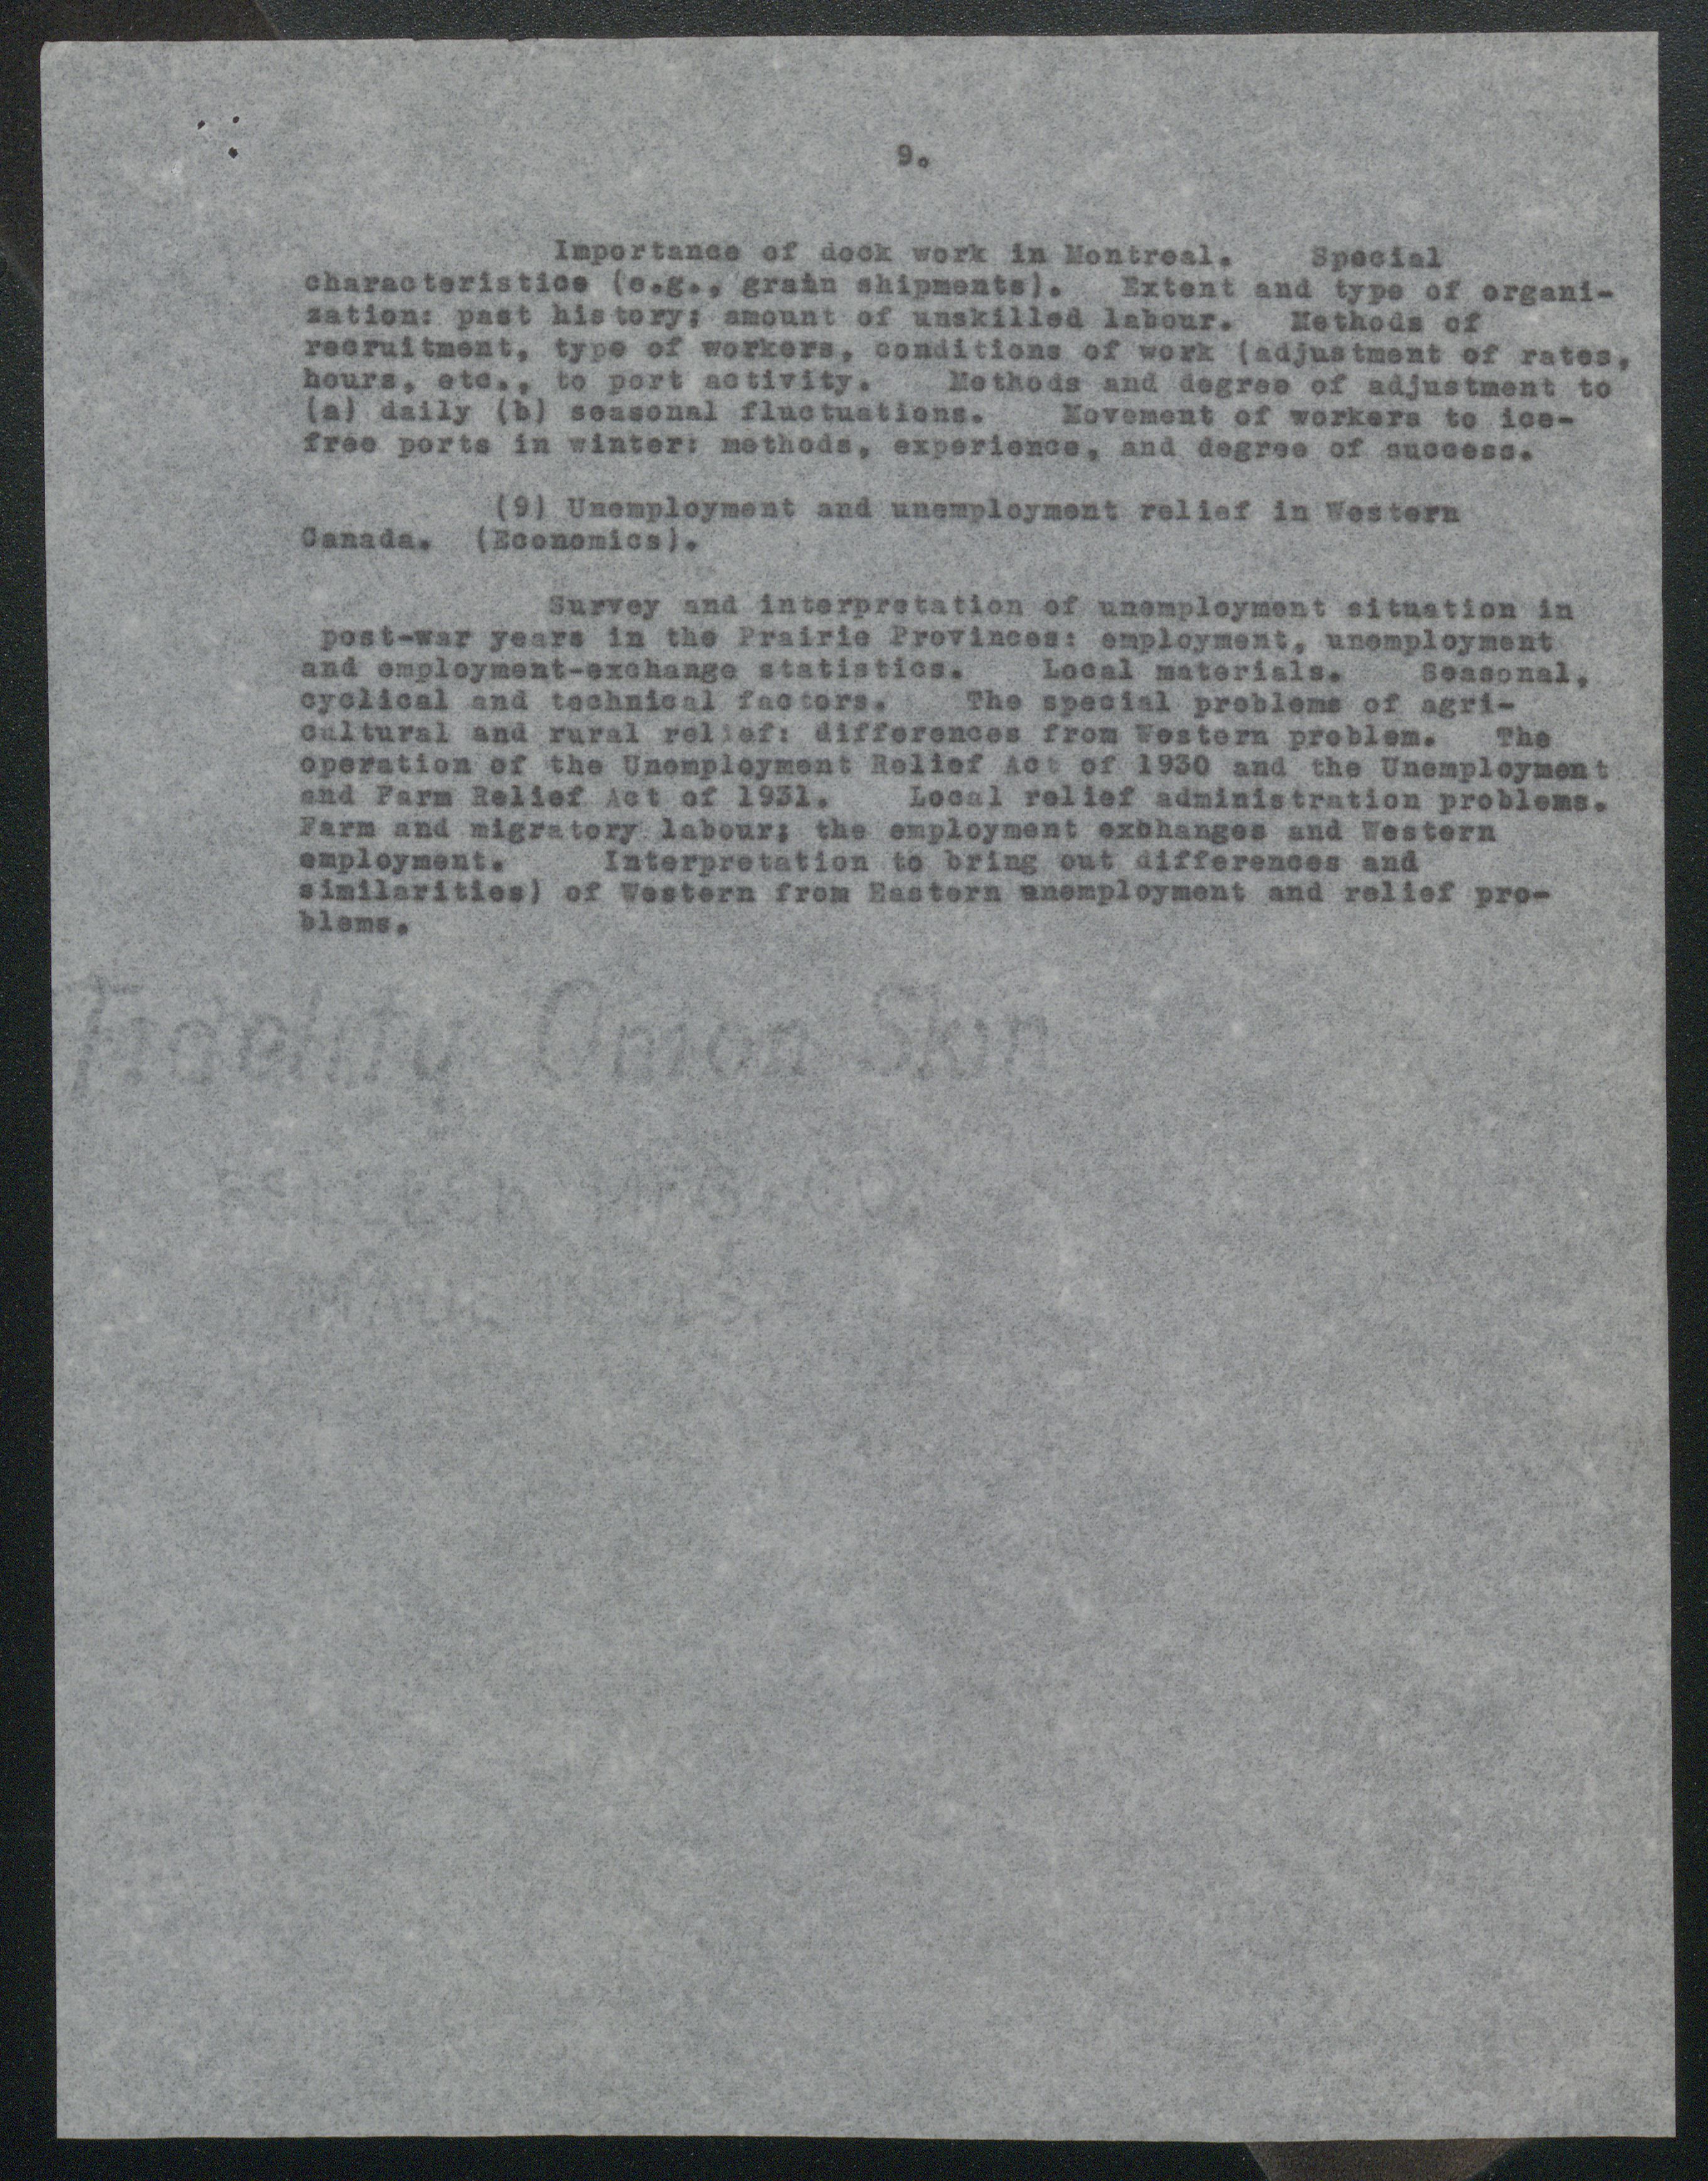 9.
Importance of dock work in Montreal. Special
characteristics (e.g., grain shipments). Extent and type of organi-
zation: past history; amount of unskilled labour. Methods of
recruitment, type of workers, conditions of work (adjustment of rates,
hours, etc., to port activity. Methods and degree of adjustment to
(a) daily (b) seasonal fluctuations. Movement of workers to ice-
free ports in winter: methods, experience, and degree of success.
(9) Unemployment and unemployment relief in Western
Canada. (Economics).
Survey and interpretation of unemployment situation in
post-war years in the Prairie Provinces: employment, unemployment
and employment-exchange statistics. Local materials. Seasonal,
cyclical and technical factors. The special problems of agri-
cultural and rural relief: differences from Western problem. The
operation of the Unemployment Relief Act of 1930 and the Unemployment
and Farm Relief Act of 1931. Local relief administration problems.
Farm and migratory labour; the employment exbhanges and Western
employment. Interpretation to bring out differences and
similarities) of Western from Eastern unemployment and relief pro-
blems.
Fidelity Onion Skin
MADE IN U.S.